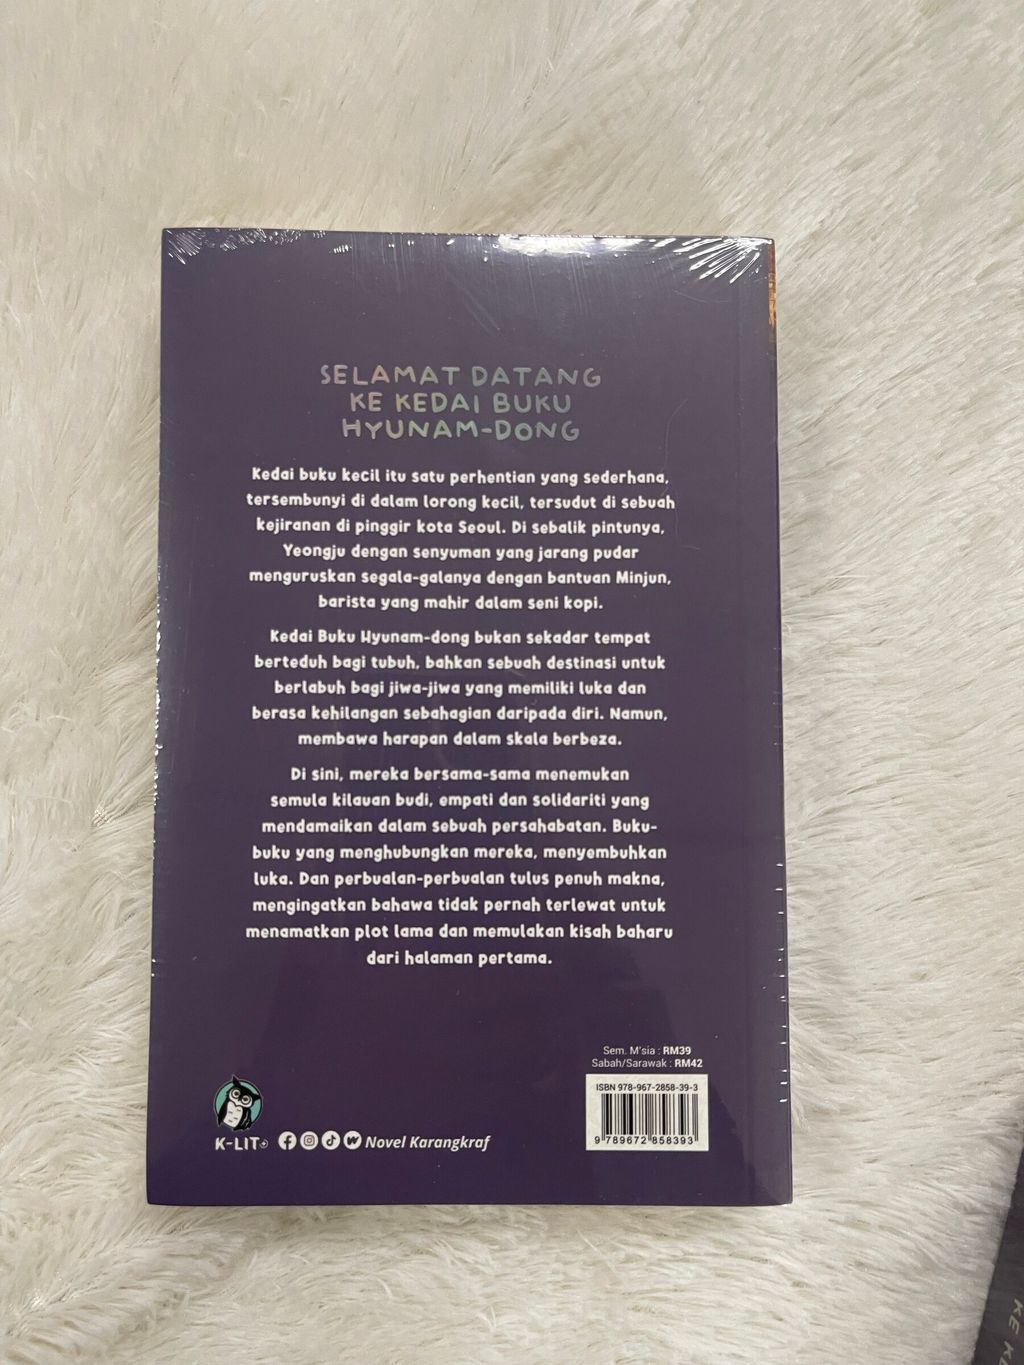 SELAMAT DATANG
KE KEDAI BUKU
HYUNAM-DONG
Kedai buku kecil itu satu perhentian yang sederhana,
tersembunyi di dalam lorong kecil, tersudut di sebuah
kejiranan di pinggir kota Seoul. Di sebalik pintunya,
Yeongju dengan senyuman yang jarang pudar
menguruskan segala-galanya dengan bantuan Minjun,
barista yang mahir dalam seni kopi.
Kedai Buku Hyunam-dong bukan sekadar tempat
berteduh bagi tubuh, bahkan sebuah destinasi untuk
berlabuh bagi jiwa-jiwa yang memiliki luka dan
berasa kehilangan sebahagian daripada diri. Namun,
membawa harapan dalam skala berbeza.
Di sini, mereka bersama-sama menemukan
semula kilauan budi, empati dan solidariti yang
mendamaikan dalam sebuah persahabatan. Buku-
buku yang menghubungkan mereka, menyembuhkan
luka. Dan perbualan-perbualan tulus penuh makna,
mengingatkan bahawa tidak pernah terlewat untuk
menamatkan plot lama dan memulakan kisah baharu
dari halaman pertama.
Sem. M'sia : RM39
Sabah/Sarawak : RM42
ISBN 978-967-2858-39-3
9 789672 858393
K-LIT
Novel Karangkraf